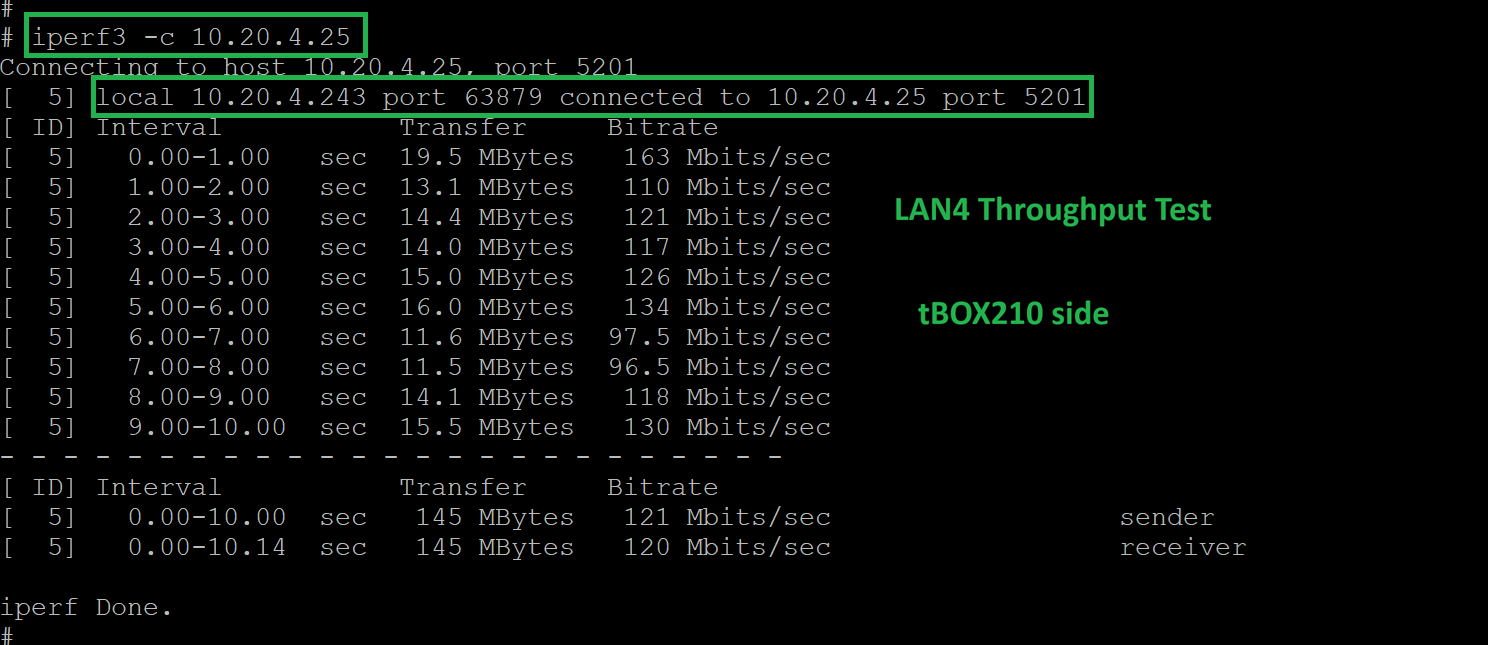 #
# iperf3 -c 10.20.4.25
Connecting to host 10.20.4.25, port 5201
[  5] local 10.20.4.243 port 63879 connected to 10.20.4.25 port 5201
[ ID] Interval           Transfer     Bitrate
[  5]   0.00-1.00   sec  19.5 MBytes   163 Mbits/sec
[  5]   1.00-2.00   sec  13.1 MBytes   110 Mbits/sec
[  5]   2.00-3.00   sec  14.4 MBytes   121 Mbits/sec
LAN4 Throughput Test
[  5]   3.00-4.00   sec  14.0 MBytes   117 Mbits/sec
[  5]   4.00-5.00   sec  15.0 MBytes   126 Mbits/sec
[  5]   5.00-6.00   sec  16.0 MBytes   134 Mbits/sec
tBOX210 side
[  5]   6.00-7.00   sec  11.6 MBytes  97.5 Mbits/sec
[  5]   7.00-8.00   sec  11.5 MBytes  96.5 Mbits/sec
[  5]   8.00-9.00   sec  14.1 MBytes   118 Mbits/sec
[  5]   9.00-10.00  sec  15.5 MBytes   130 Mbits/sec
- - - - - - - - - - - - - - - - - - - - - - - - -
[ ID] Interval           Transfer     Bitrate
[  5]   0.00-10.00  sec   145 MBytes   121 Mbits/sec                  sender
[  5]   0.00-10.14  sec   145 MBytes   120 Mbits/sec                  receiver
iperf Done.
#